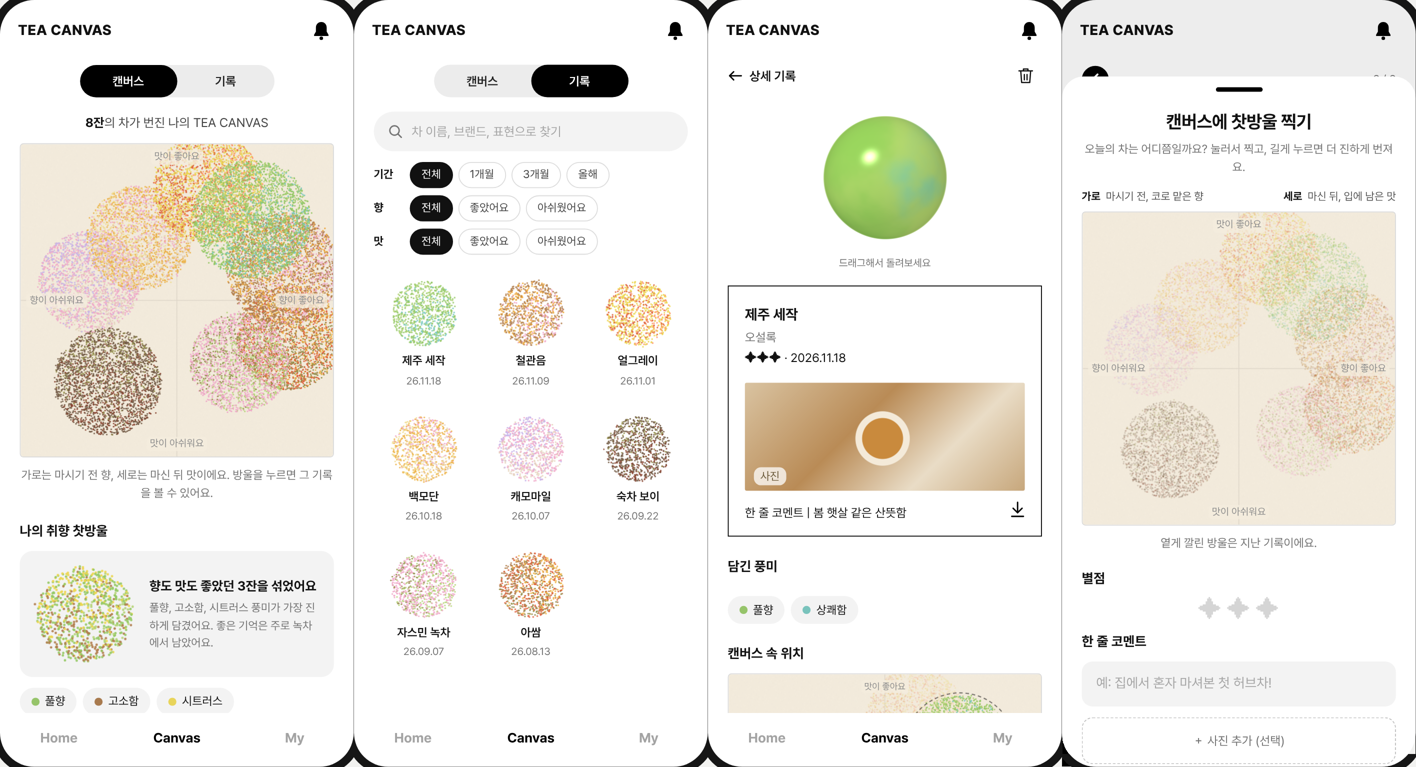 TEA CANVAS
캔버스
기록
8잔의 차가 번진 나의 TEA CANVAS
맛이 좋아요
향이 아쉬워요
향이 좋아요
맛이 아쉬워요
가로는 마시기 전 향, 세로는 마신 뒤 맛이에요. 방울을 누르면 그 기록
을 볼 수 있어요.
나의 취향 찻방울
향도 맛도 좋았던 3잔을 섞었어요
풀향, 고소함, 시트러스 풍미가 가장 진
하게 담겼어요. 좋은 기억은 주로 녹차
에서 남았어요.
풀향
고소함
시트러스
Home
Canvas
My
TEA CANVAS
캔버스
기록
차 이름, 브랜드, 표현으로 찾기
기간
전체
1개월
3개월
올해
향
전체
좋았어요
아쉬웠어요
맛
전체
좋았어요
아쉬웠어요
제주 세작
26.11.18
철관음
26.11.09
얼그레이
26.11.01
백모단
26.10.18
캐모마일
26.10.07
숙차 보이
26.09.22
자스민 녹차
26.09.07
아쌈
26.08.13
Home
Canvas
My
TEA CANVAS
상세 기록
드래그해서 돌려보세요
제주 세작
오설록
· 2026.11.18
사진
한 줄 코멘트 | 봄 햇살 같은 산뜻함
담긴 풍미
풀향
상쾌함
캔버스 속 위치
맛이 좋아요
Home
Canvas
My
TEA CANVAS
캔버스에 찻방울 찍기
오늘의 차는 어디쯤일까요? 눌러서 찍고, 길게 누르면 더 진하게 번져
요.
가로 마시기 전, 코로 맡은 향
세로 마신 뒤, 입에 남은 맛
맛이 좋아요
향이 아쉬워요
향이 좋아요
맛이 아쉬워요
옅게 깔린 방울은 지난 기록이에요.
별점
한 줄 코멘트
예: 집에서 혼자 마셔본 첫 허브차!
+ 사진 추가 (선택)